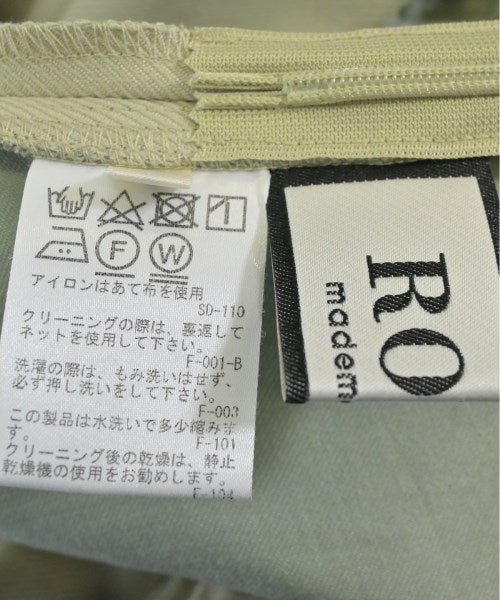 F
W
アイロンはあて布を使用
SD-110
クリーニングの際は、裏返して
ネットを使用して下さい。
F-001-B
洗濯の際は、もみ洗いはせず、
必ず押し洗いをして下さい。
F-003
この製品は水洗いで多少縮みま
す。
F-101
クリーニング後の乾燥は、静止
乾燥機の使用をお勧めします。
F-104
RO
madem